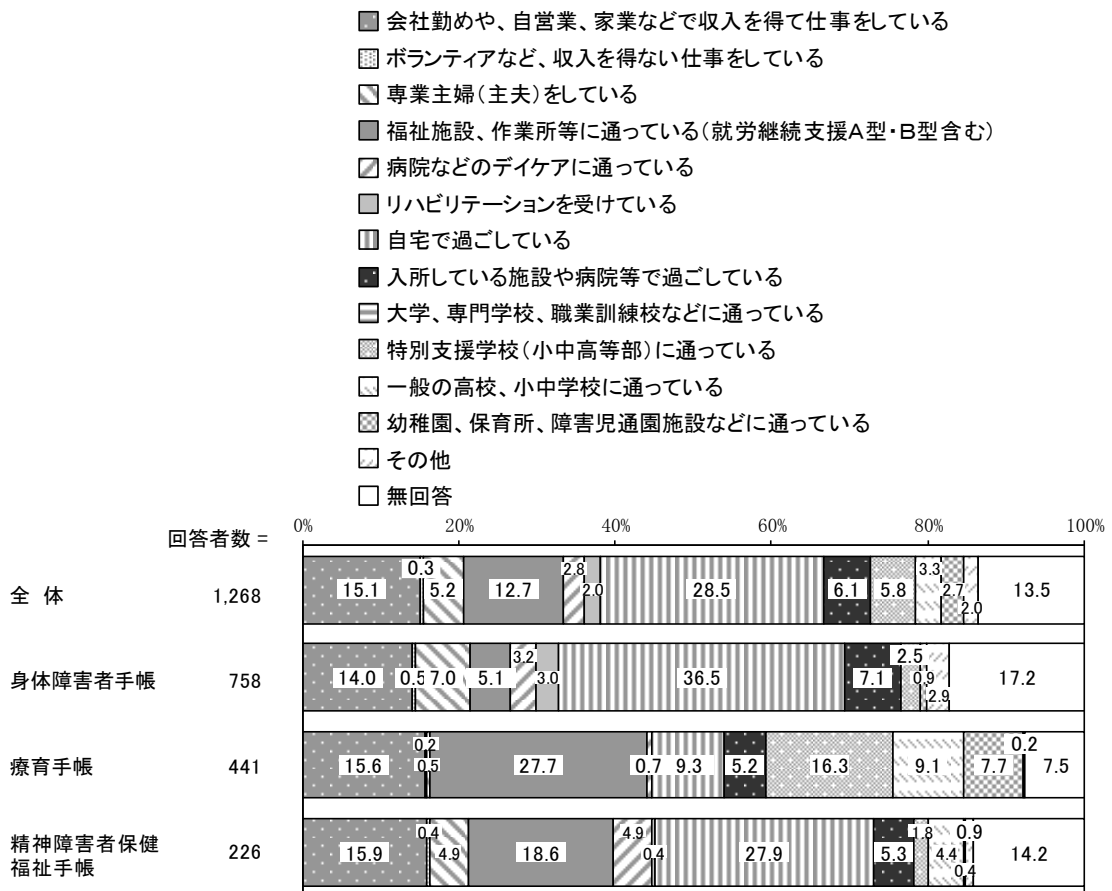 会社勤めや、自営業、家業などで収入を得て仕事をしている
ボランティアなど、収入を得ない仕事をしている
専業主婦(主夫)をしている
福祉施設、作業所等に通っている(就労継続支援A型・B型含む)
病院などのデイケアに通っている
リハビリテーションを受けている
自宅で過ごしている
入所している施設や病院等で過ごしている
大学、専門学校、職業訓練校などに通っている
特別支援学校(小中高等部)に通っている
一般の高校、小中学校に通っている
幼稚園、保育所、障害児通園施設などに通っている
その他
無回答
回答者数 = 0% 20% 40% 60% 80% 100%
全 体 1,268 15.1 0.3 5.2 12.7 2.8 2.0 28.5 6.1 5.8 3.3 2.7 2.0 13.5
身体障害者手帳 758 14.0 0.5 7.0 5.1 3.2 3.0 36.5 7.1 2.5 0.9 2.9 17.2
療育手帳 441 15.6 0.2 0.5 27.7 0.7 9.3 5.2 16.3 9.1 7.7 0.2 7.5
精神障害者保健
福祉手帳 226 15.9 0.4 4.9 18.6 4.9 0.4 27.9 5.3 1.8 4.4 0.9 0.4 14.2